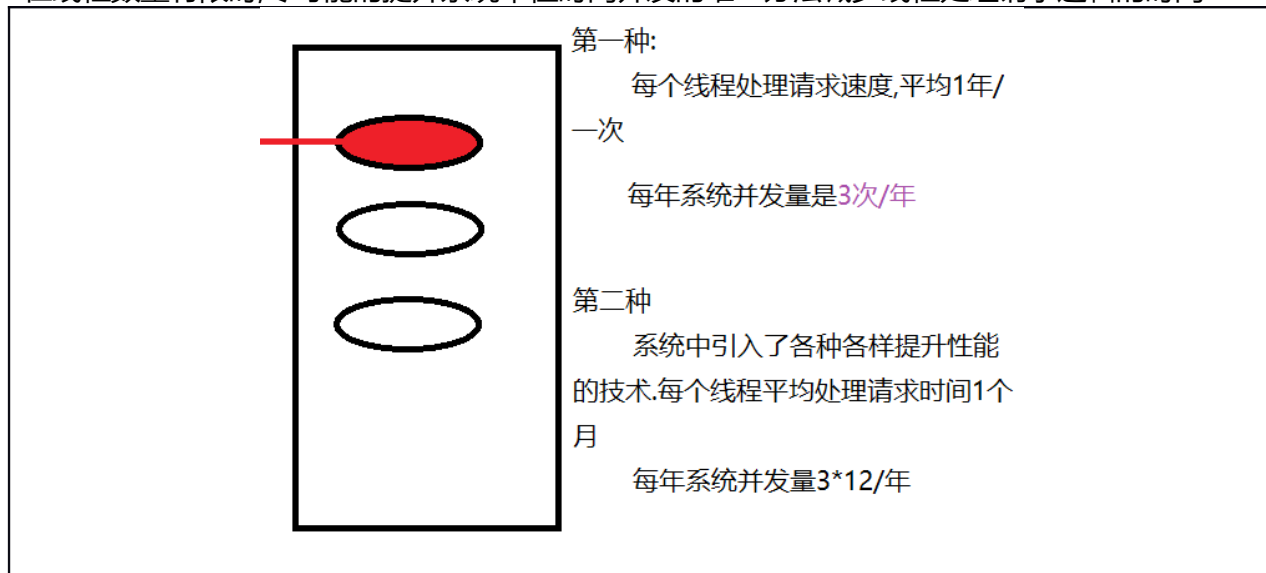 第一种:
每个线程处理请求速度,平均1年/
一次
每年系统并发量是3次/年
第二种
系统中引入了各种各样提升性能
的技术.每个线程平均处理请求时间1个
月
每年系统并发量3*12/年